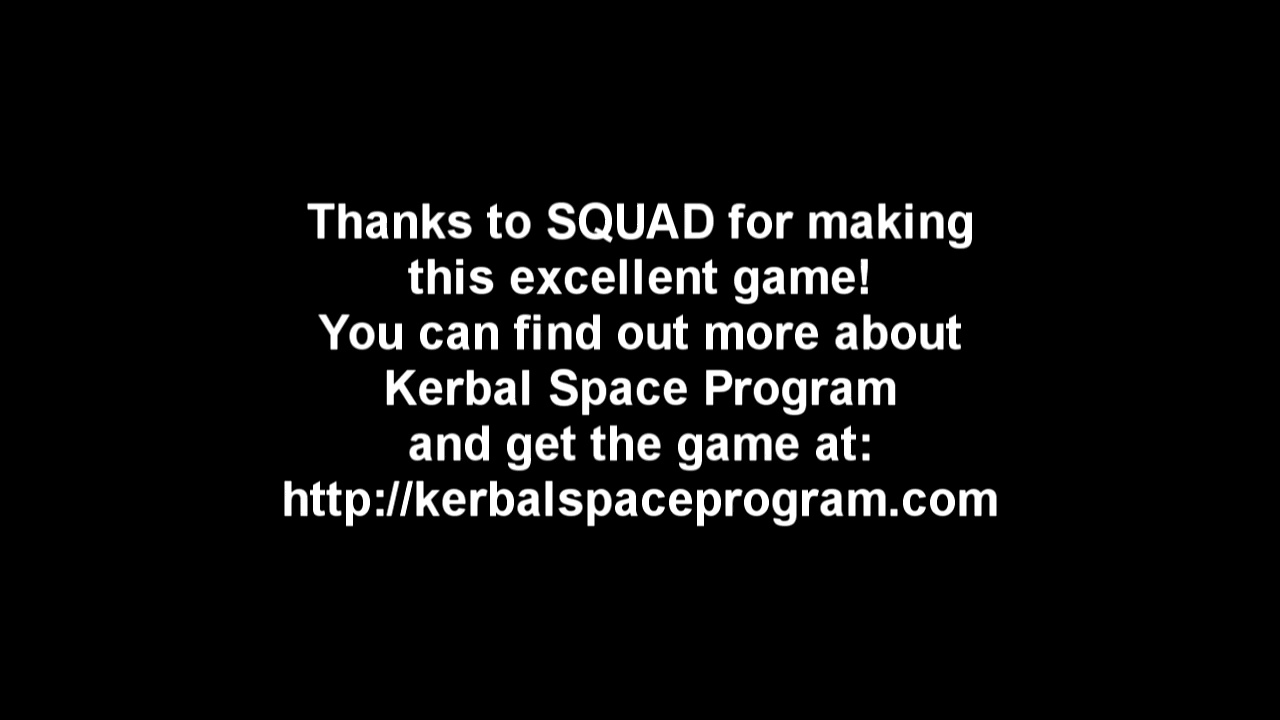 Thanks to SQUAD for making
this excellent game!
You can find out more about
Kerbal Space Program
and get the game at:
http://kerbalspaceprogram.com